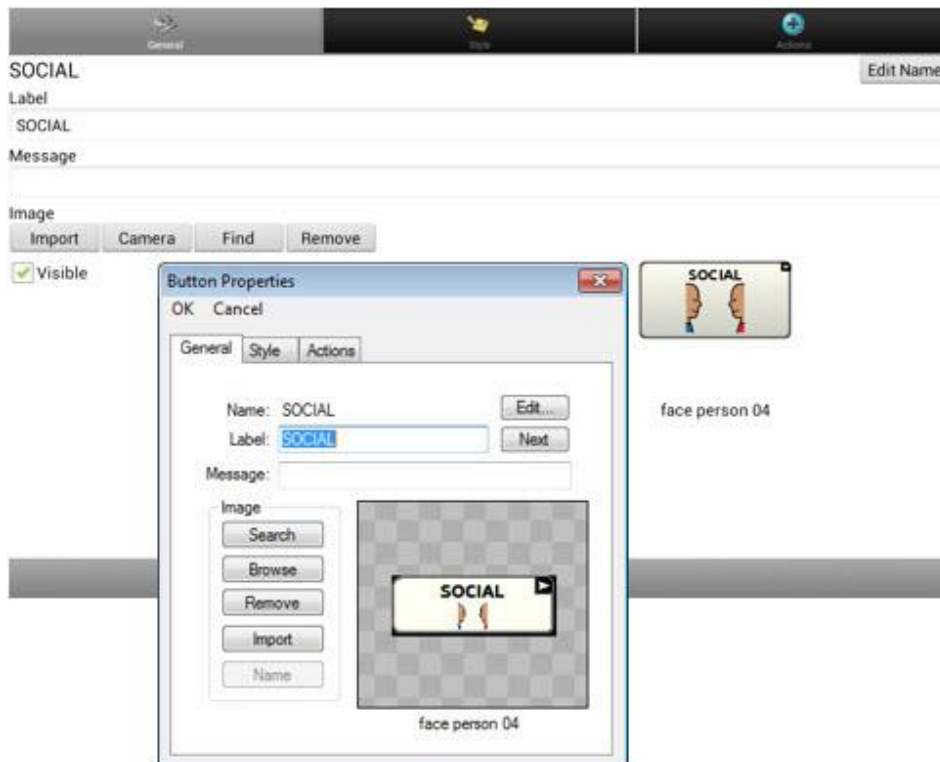 General Style Actions
SOCIAL Edit Name
Label
SOCIAL
Message
Image
Import Camera Find Remove
Visible
SOCIAL
face person 04
Button Properties
OK Cancel
General Style Actions
Name: SOCIAL Edit...
Label: SOCIAL Next
Message:
Image
Search
Browse
Remove
Import
Name
SOCIAL
face person 04